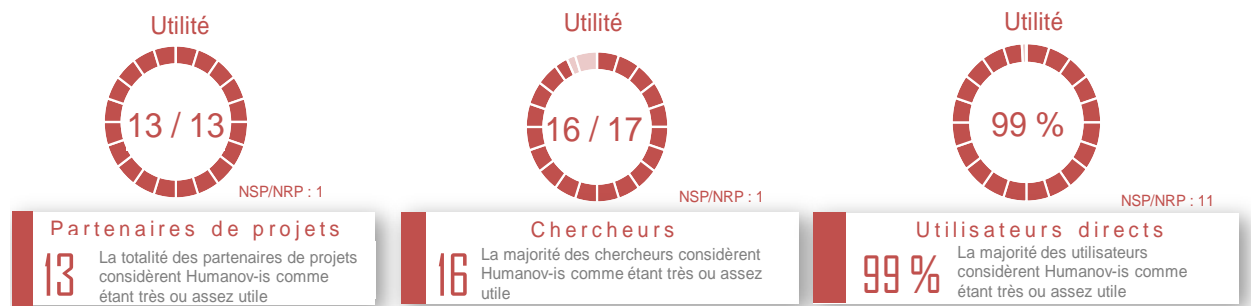 Utilité
13 / 13
NSP/NRP : 1
Partenaires de projets
13
La totalité des partenaires de projets
considèrent Humanov-is comme
étant très ou assez utile
Utilité
16 / 17
NSP/NRP : 1
Chercheurs
16
La majorité des chercheurs considèrent
Humanov-is comme étant très ou assez
utile
Utilité
99 %
NSP/NRP : 11
Utilisateurs directs
99 %
La majorité des utilisateurs
considèrent Humanov-is comme
étant très ou assez utile